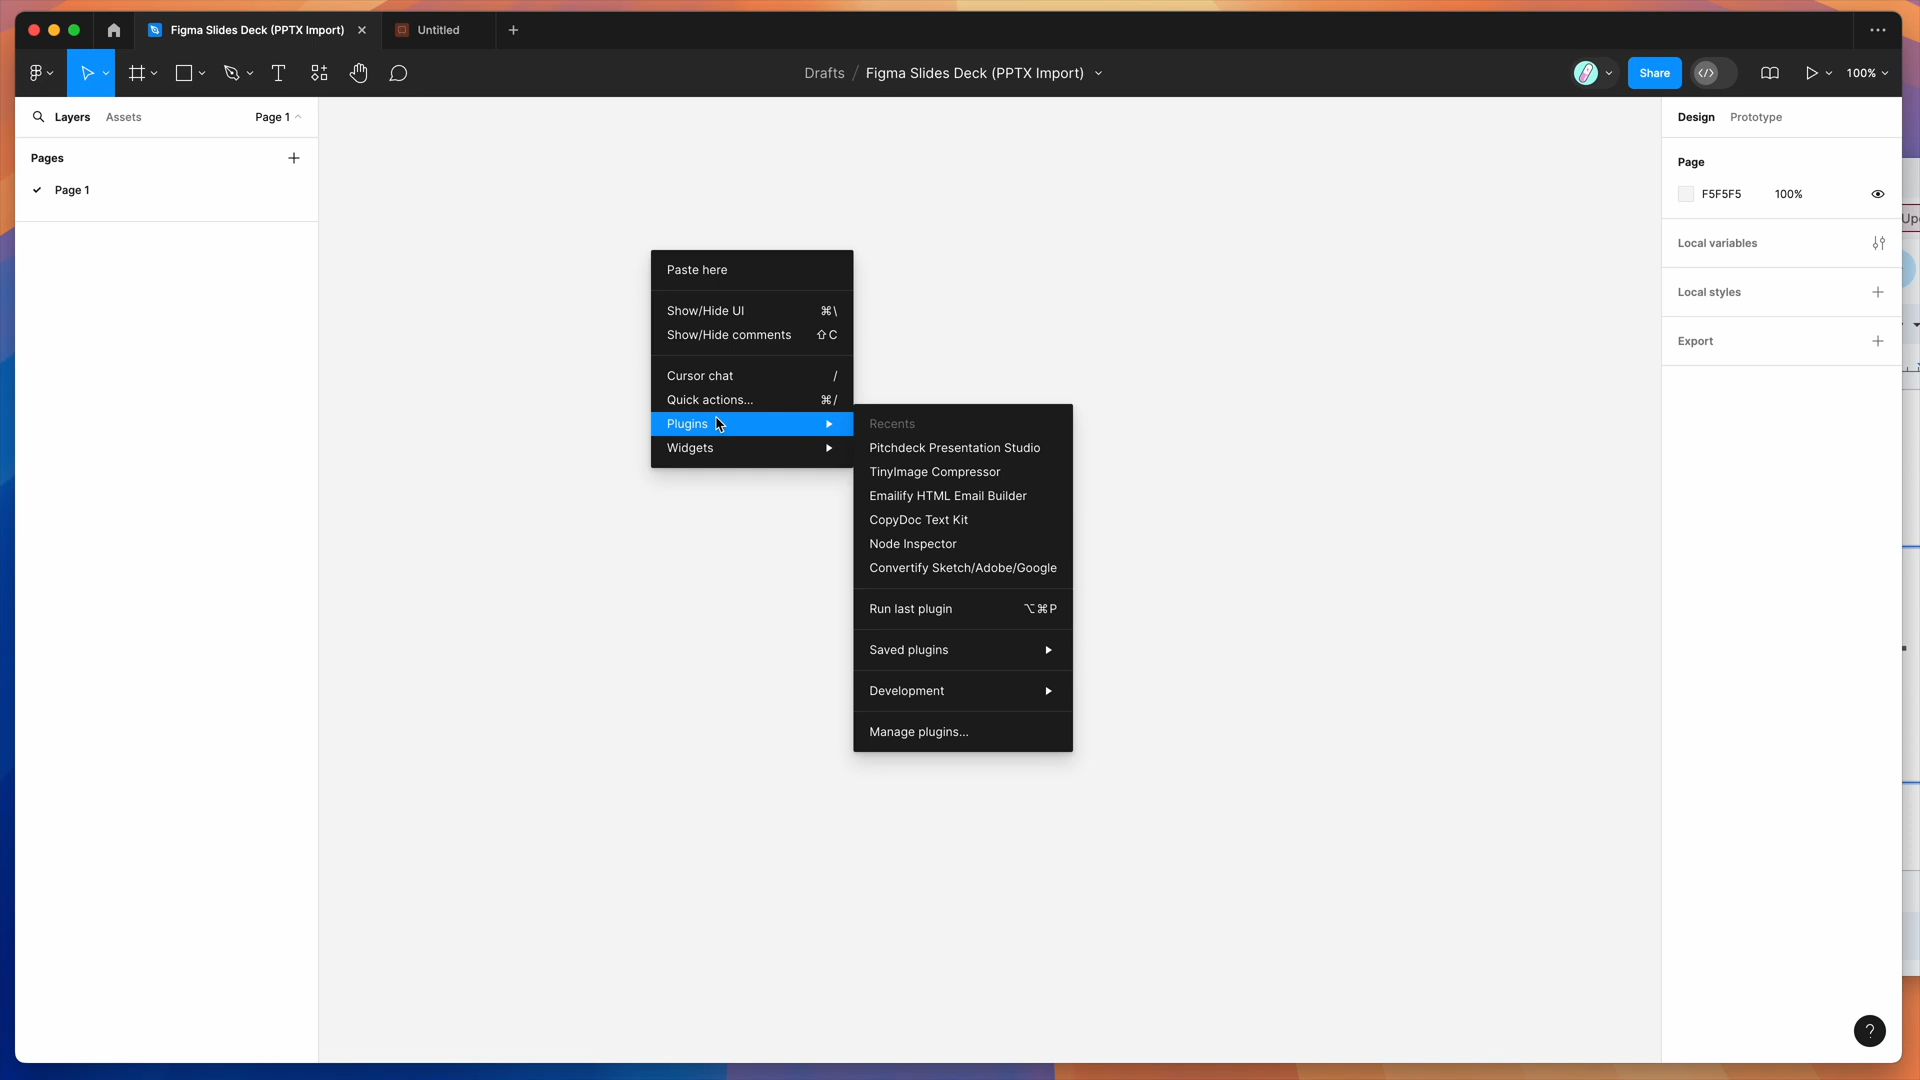 Figma Slides Deck (PPTX Import)
Untitled
Drafts / Figma Slides Deck (PPTX Import)
Share
100%
Layers
Assets
Page 1
Pages
Page 1
Design
Prototype
Page
F5F5F5
100%
Local variables
Local styles
Export
Paste here
Show/Hide UI ⌘\
Show/Hide comments ⇧C
Cursor chat /
Quick actions... ⌘/
Plugins
Widgets
Recents
Pitchdeck Presentation Studio
TinyImage Compressor
Emailify HTML Email Builder
CopyDoc Text Kit
Node Inspector
Convertify Sketch/Adobe/Google
Run last plugin ⌥⌘P
Saved plugins
Development
Manage plugins...
?